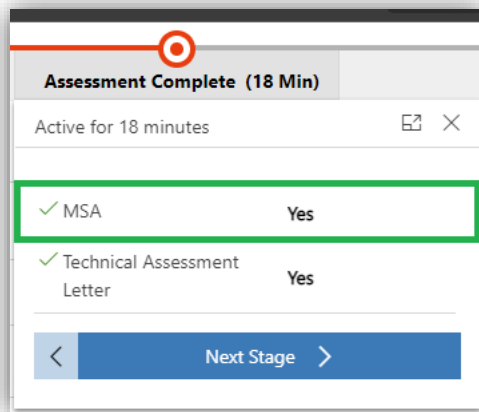 Assessment Complete (18 Min)
Active for 18 minutes
MSA Yes
Technical Assessment
Letter Yes
Next Stage